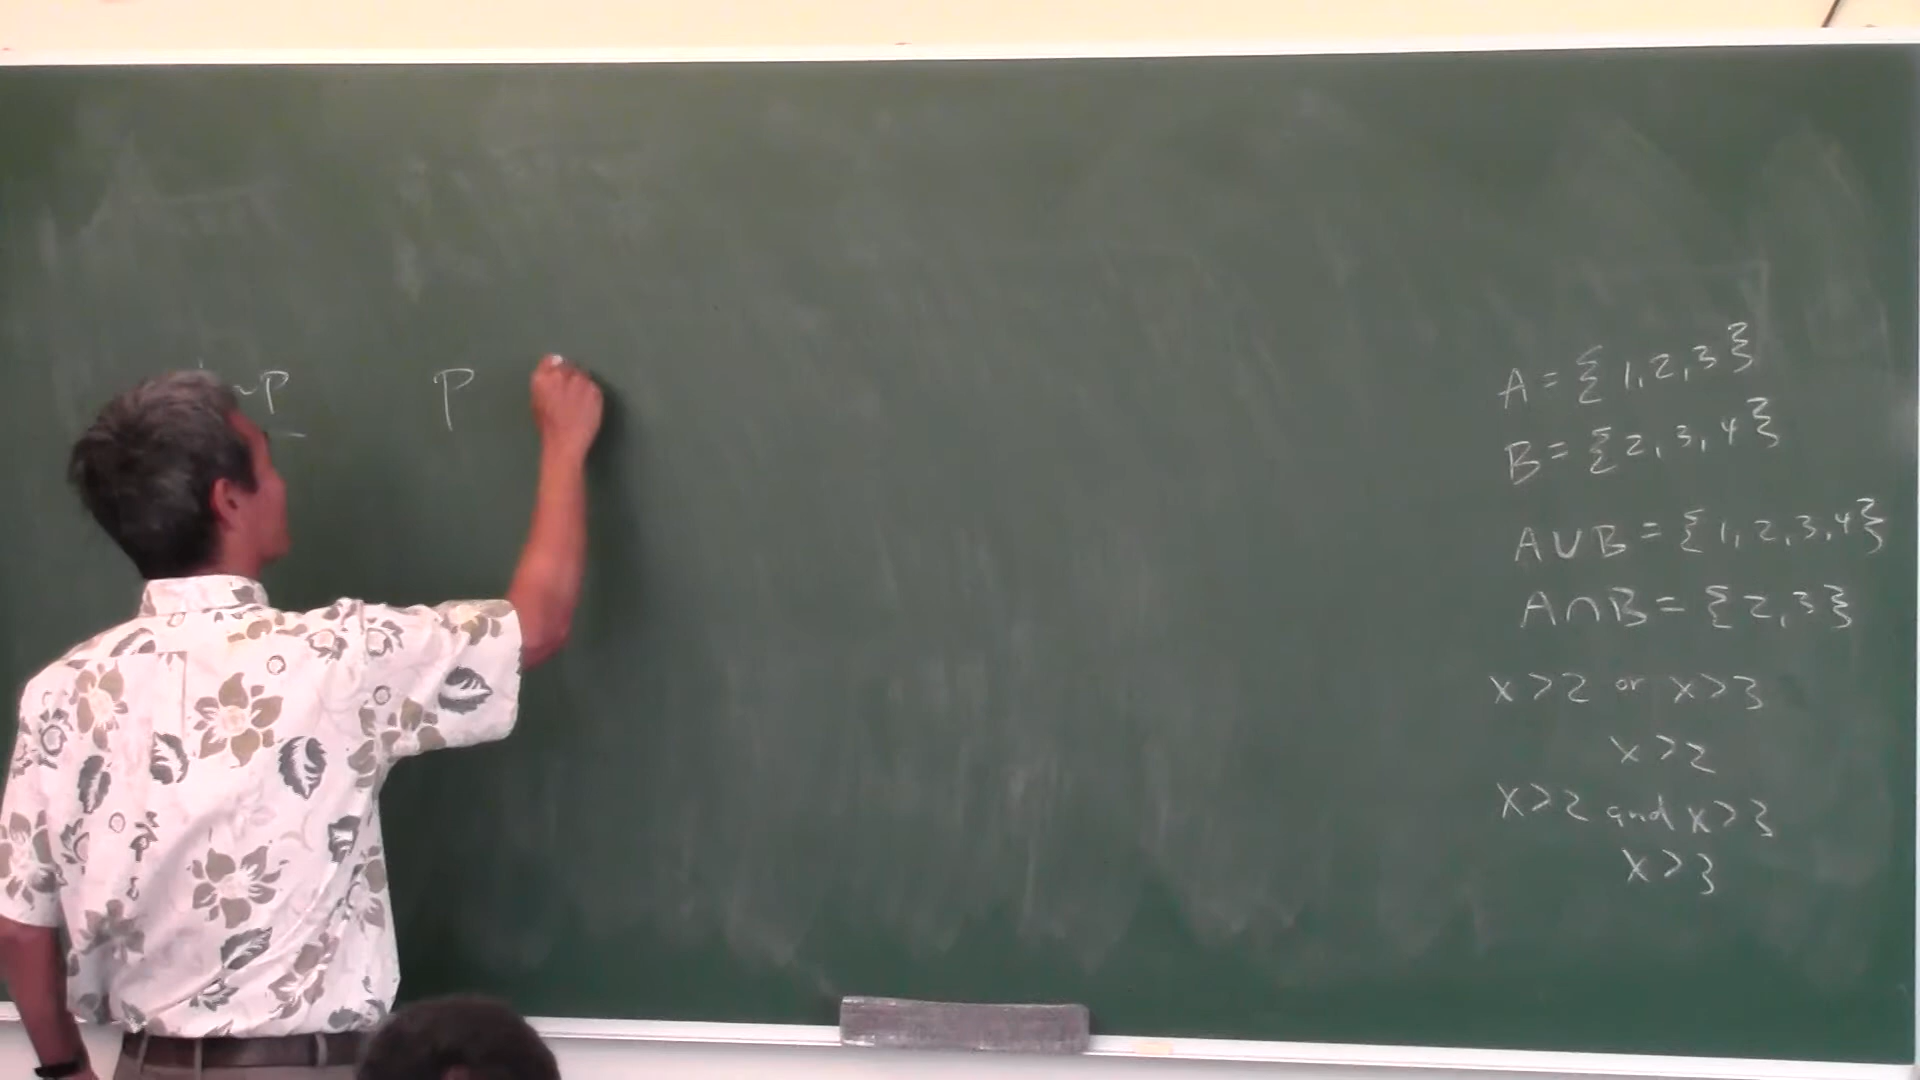 ~P P
A = {1, 2, 3}
B = {2, 3, 4}
A∪B = {1, 2, 3, 4}
A∩B = {2, 3}
x > 2 or x > 3
x > 2
x > 2 and x > 3
x > 3